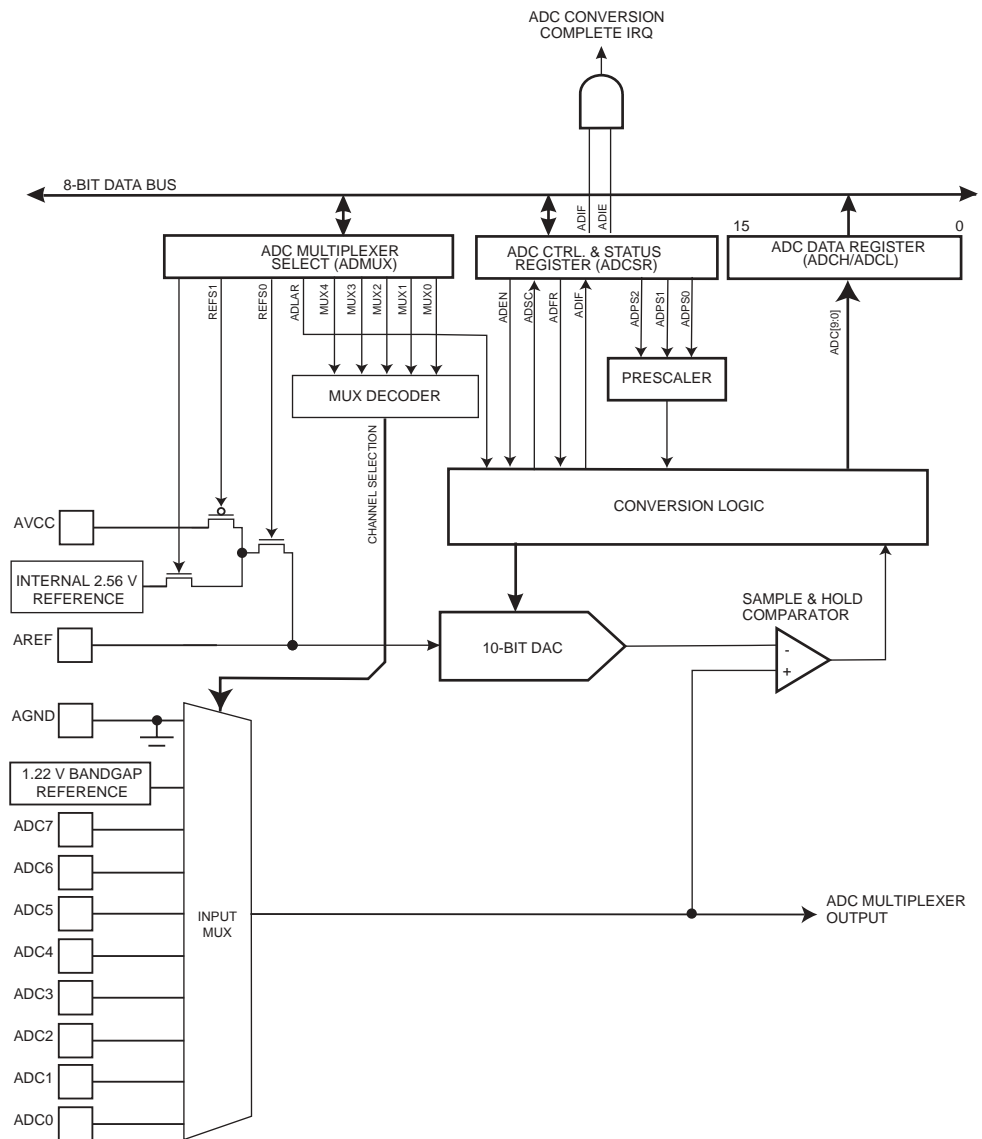 ADC CONVERSION
COMPLETE IRQ
8-BIT DATA BUS
ADIF
ADIE
15
0
ADC MULTIPLEXER
SELECT (ADMUX)
ADC CTRL. & STATUS
REGISTER (ADCSR)
ADC DATA REGISTER
(ADCH/ADCL)
REFS1
REFS0
ADLAR
MUX4
MUX3
MUX2
MUX1
MUX0
ADEN
ADSC
ADFR
ADIF
ADPS2
ADPS1
ADPS0
ADC[9:0]
MUX DECODER
PRESCALER
CHANNEL SELECTION
CONVERSION LOGIC
AVCC
INTERNAL 2.56 V
REFERENCE
SAMPLE & HOLD
COMPARATOR
AREF
10-BIT DAC
-
+
AGND
1.22 V BANDGAP
REFERENCE
ADC7
ADC6
ADC5
INPUT
MUX
ADC MULTIPLEXER
OUTPUT
ADC4
ADC3
ADC2
ADC1
ADC0